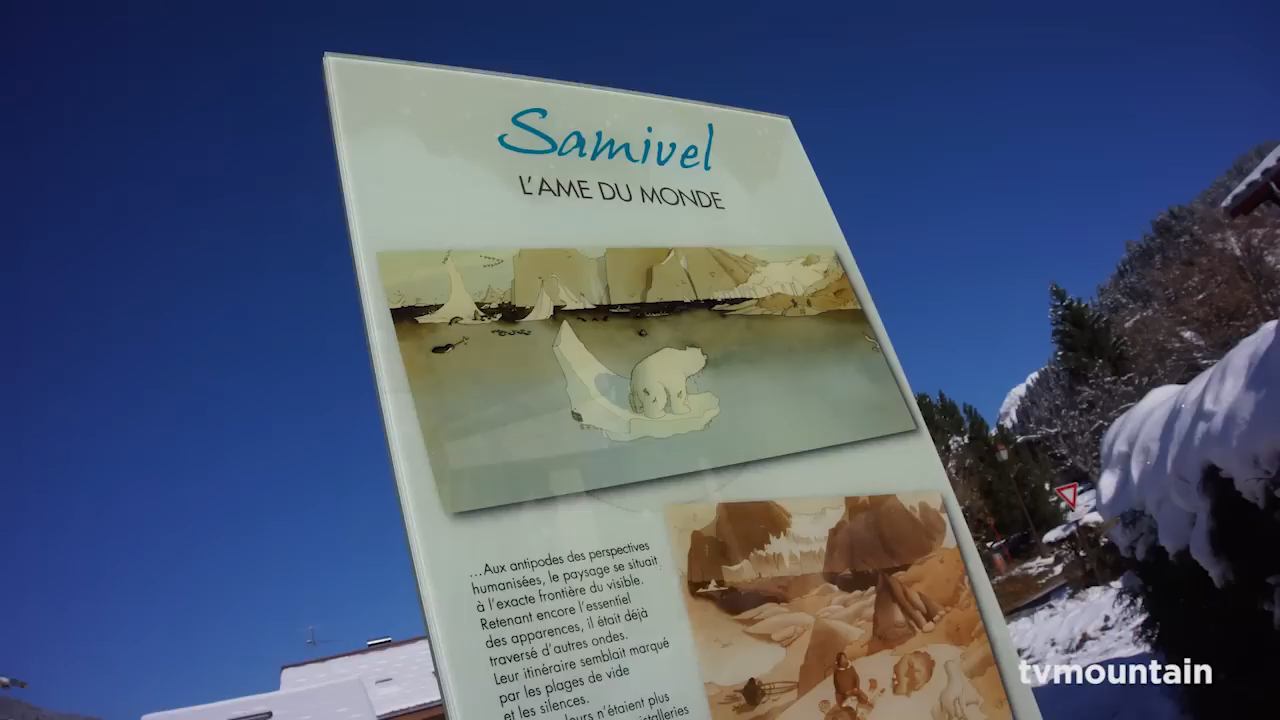 Samivel
L'AME DU MONDE
...Aux antipodes des perspectives
humanisées, le paysage se situait
à l'exacte frontière du visible.
Retenant encore l'essentiel
des apparences, il était déjà
traversé d'autres ondes.
Leur itinéraire semblait marqué
par les plages de vide
et les silences.
n'étaient plus
tvmountain